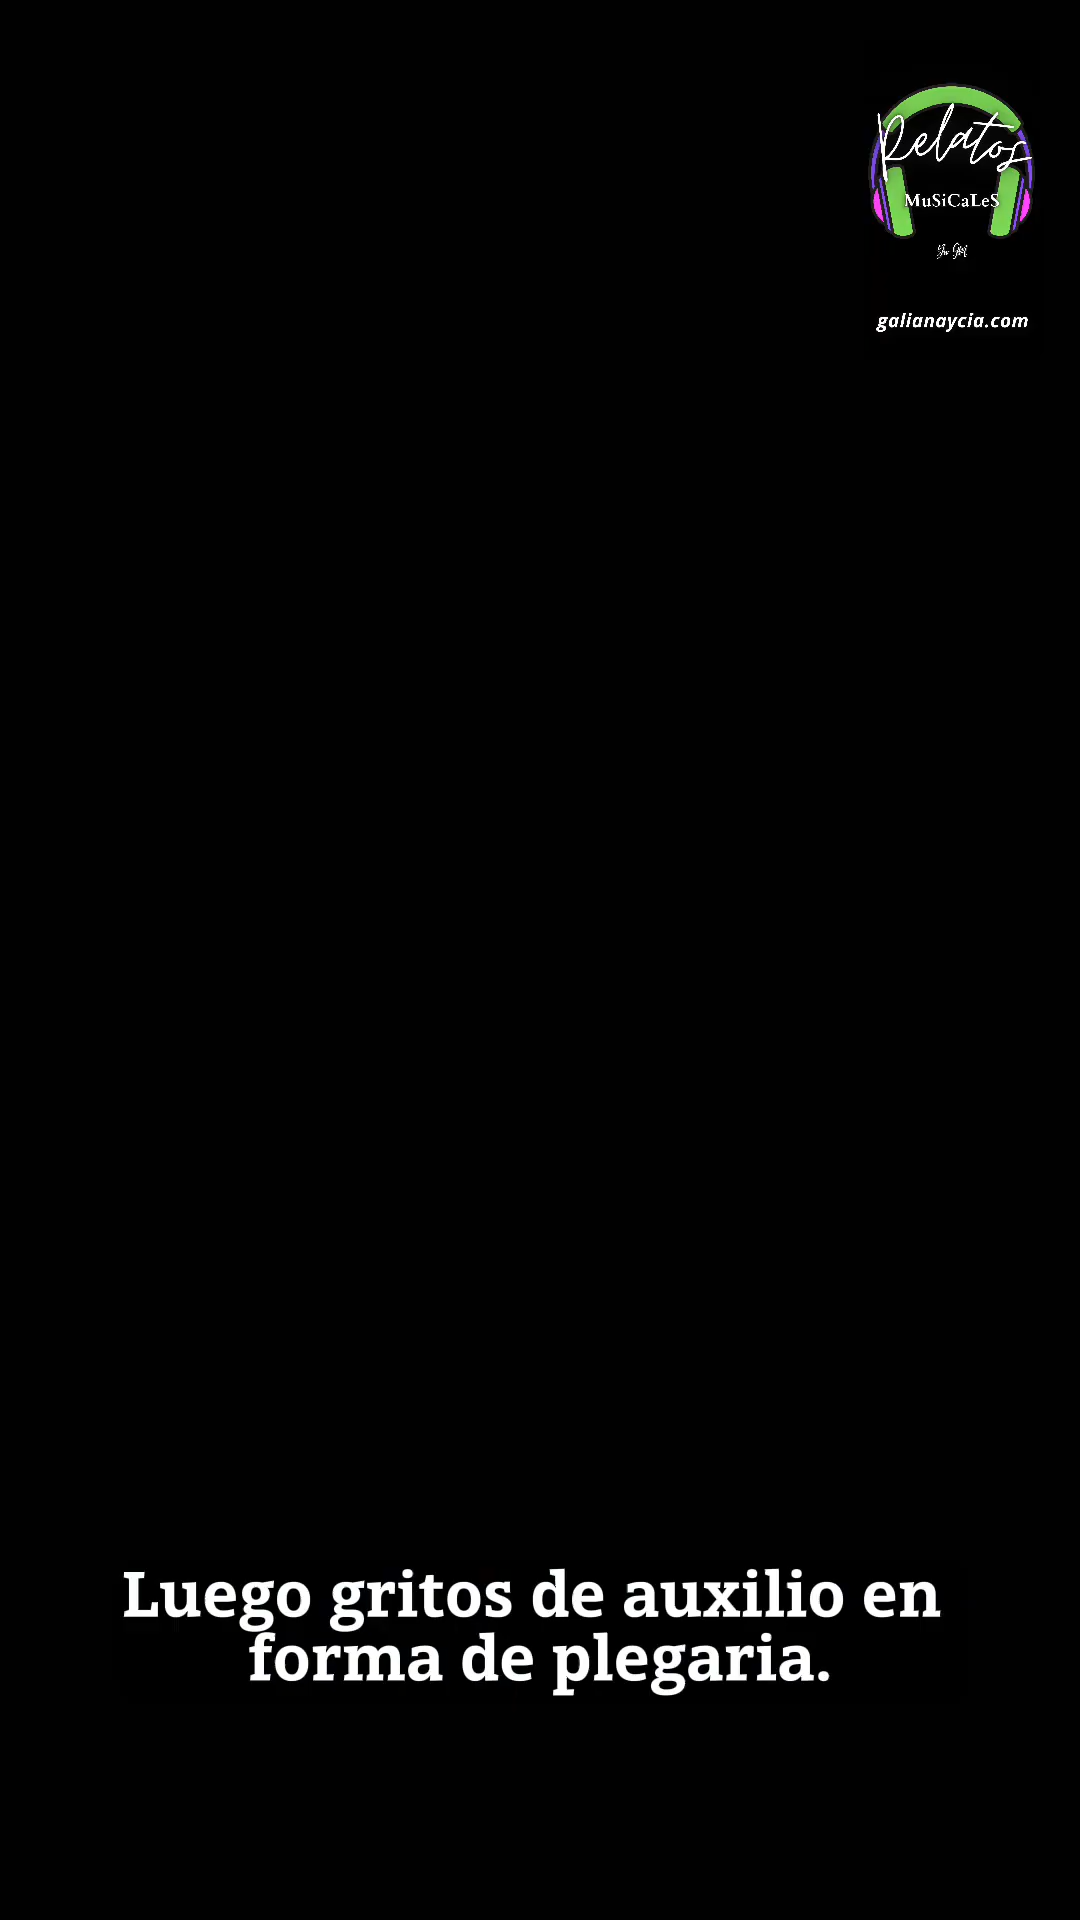 Relatos
MuSiCaLeS
galianaycia.com
Luego gritos de auxilio en
forma de plegaria.